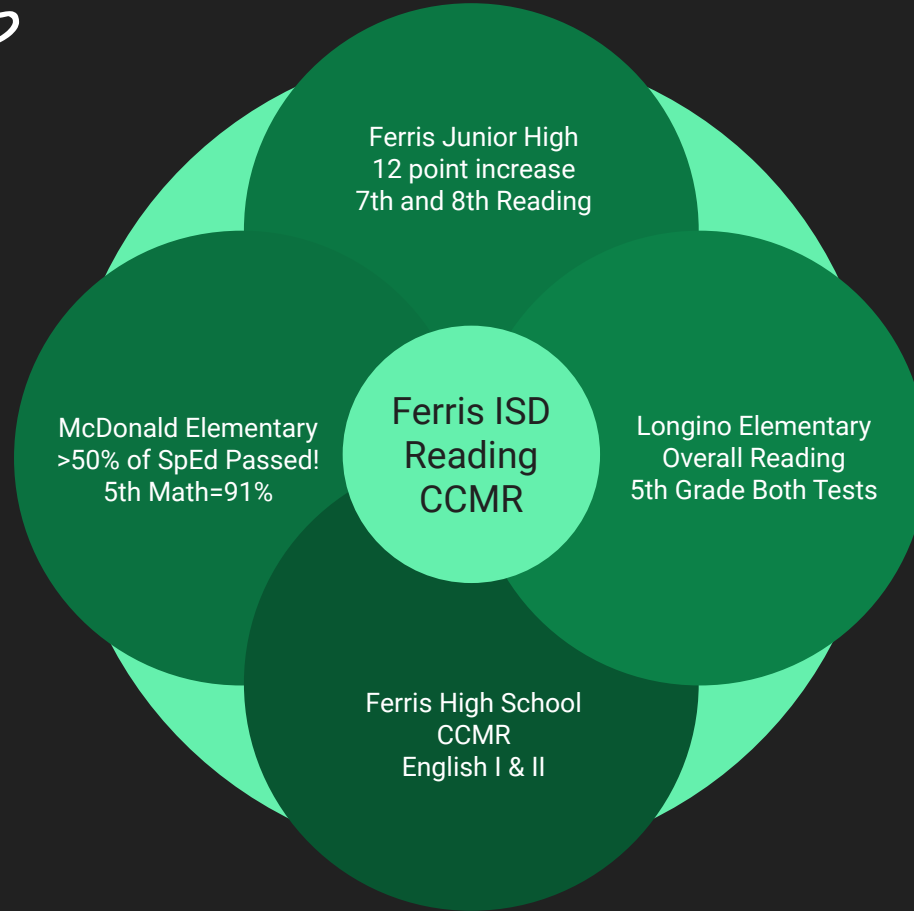 Ferris Junior High
12 point increase
7th and 8th Reading
McDonald Elementary
>50% of SpEd Passed!
5th Math=91%
Ferris ISD
Reading
CCMR
Longino Elementary
Overall Reading
5th Grade Both Tests
Ferris High School
CCMR
English I & II